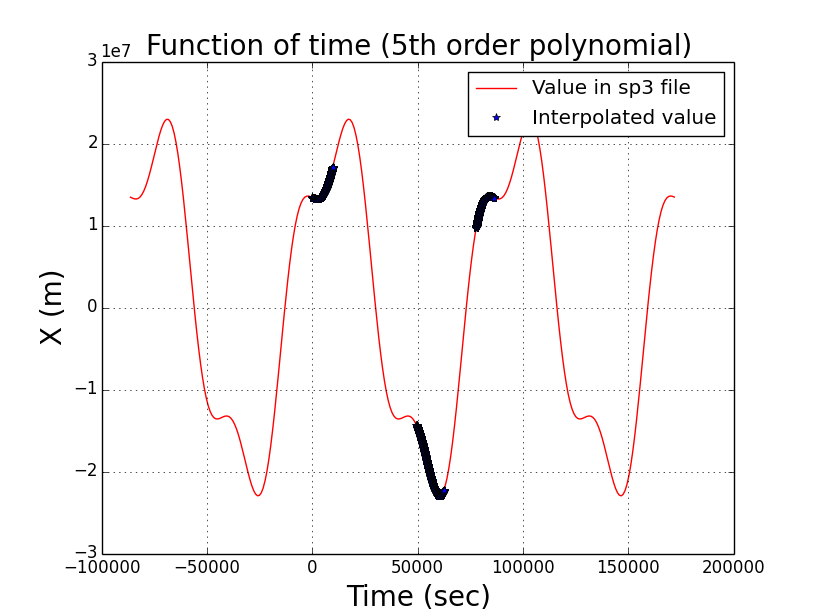 Function of time (5th order polynomial)
1e7
Value in sp3 file
Interpolated value
3
2
1
0
−1
−2
−3
X (m)
−100000 −50000 0 50000 100000 150000 200000
Time (sec)